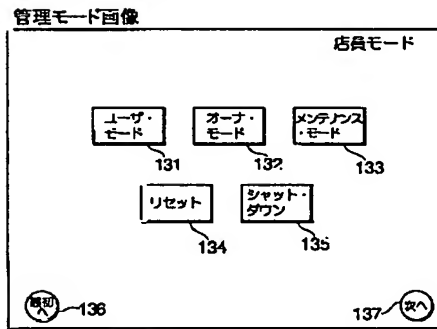 管理モード画像
店員モード
ユーザ・
モード
オーナ・
モード
メンテナンス
・モード
131
132
133
リセット
シャット・
ダウン
134
135
最初
へ
136
137
次へ